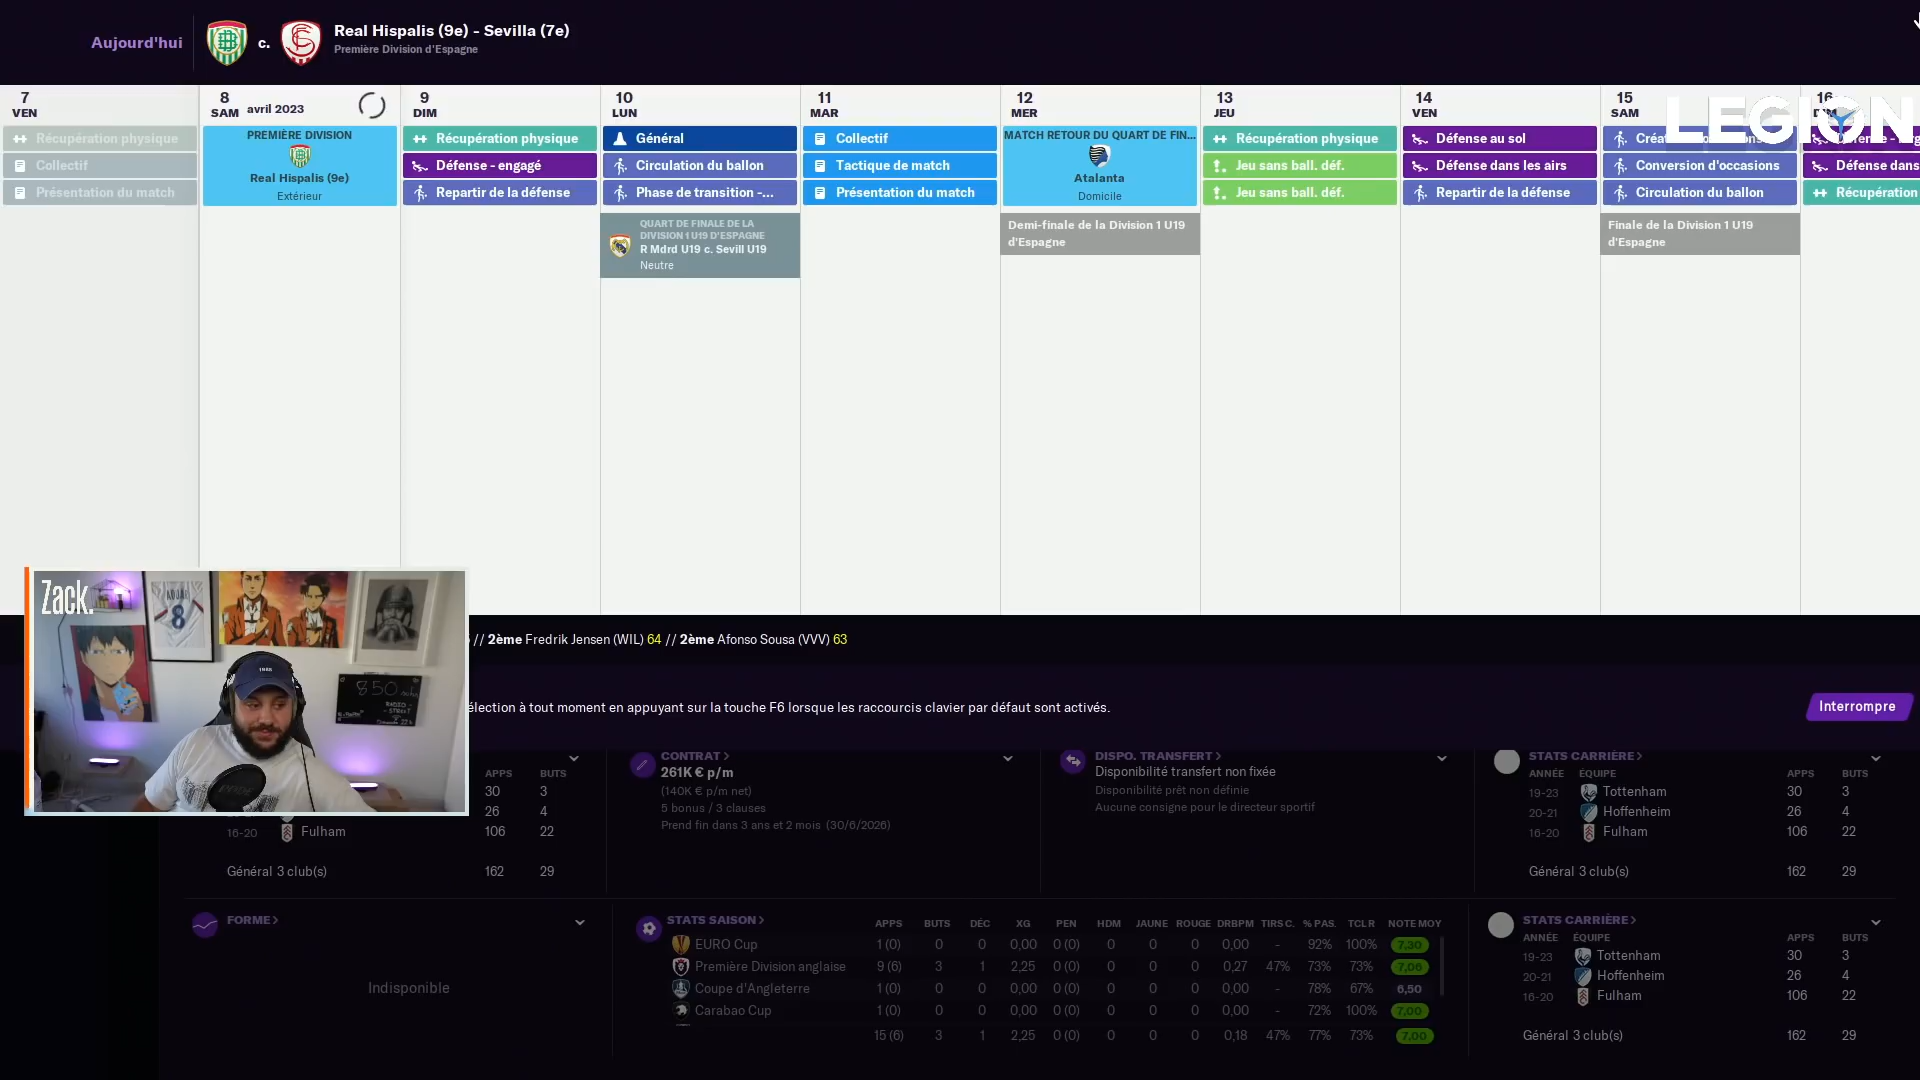 Aujourd'hui
c.
Real Hispalis (9e) - Sevilla (7e)
Première Division d'Espagne
LEGION
7
VEN
Récupération physique
Collectif
Présentation du match
8
SAM avril 2023
PREMIÈRE DIVISION
Real Hispalis (9e)
Extérieur
9
DIM
Récupération physique
Défense - engagé
Repartir de la défense
10
LUN
Général
Circulation du ballon
Phase de transition -...
QUART DE FINALE DE LA
DIVISION 1 U19 D'ESPAGNE
R Mdrd U19 c. Sevill U19
Neutre
11
MAR
Collectif
Tactique de match
Présentation du match
12
MER
MATCH RETOUR DU QUART DE FIN...
Atalanta
Domicile
Demi-finale de la Division 1 U19
d'Espagne
13
JEU
Récupération physique
Jeu sans ball. déf.
Jeu sans ball. déf.
14
VEN
Défense au sol
Défense dans les airs
Repartir de la défense
15
SAM
Conversion d'occasions
Circulation du ballon
Finale de la Division 1 U19
d'Espagne
16
Défense dans
Récupération
Zack.
8
850
RADIO -
- STREET
// 2ème Fredrik Jensen (WIL) 64 // 2ème Afonso Sousa (VVV) 63
élection à tout moment en appuyant sur la touche F6 lorsque les raccourcis clavier par défaut sont activés.
Interrompre
APPS BUTS
30 3
26 4
16-20 Fulham 106 22
Général 3 club(s) 162 29
CONTRAT >
261K € p/m
(140K € p/m net)
5 bonus / 3 clauses
Prend fin dans 3 ans et 2 mois (30/6/2026)
DISPO. TRANSFERT >
Disponibilité transfert non fixée
Disponibilité prêt non définie
Aucune consigne pour le directeur sportif
STATS CARRIÈRE >
ANNÉE ÉQUIPE APPS BUTS
19-23 Tottenham 30 3
20-21 Hoffenheim 26 4
16-20 Fulham 106 22
Général 3 club(s) 162 29
FORME >
Indisponible
STATS SAISON > APPS BUTS DÉC XG PEN HDM JAUNE ROUGE DRBPM TIRS C. % PAS. TCL R NOTE MOY
EURO Cup 1 (0) 0 0 0,00 0 (0) 0 0 0 0,00 - 92% 100% 7,30
Première Division anglaise 9 (6) 3 1 2,25 0 (0) 0 0 0 0,27 47% 73% 73% 7,06
Coupe d'Angleterre 1 (0) 0 0 0,00 0 (0) 0 0 0 0,00 - 78% 67% 6,50
Carabao Cup 1 (0) 0 0 0,00 0 (0) 0 0 0 0,00 - 72% 100% 7,00
15 (6) 3 1 2,25 0 (0) 0 0 0 0,18 47% 77% 73% 7,00
STATS CARRIÈRE >
ANNÉE ÉQUIPE APPS BUTS
19-23 Tottenham 30 3
20-21 Hoffenheim 26 4
16-20 Fulham 106 22
Général 3 club(s) 162 29